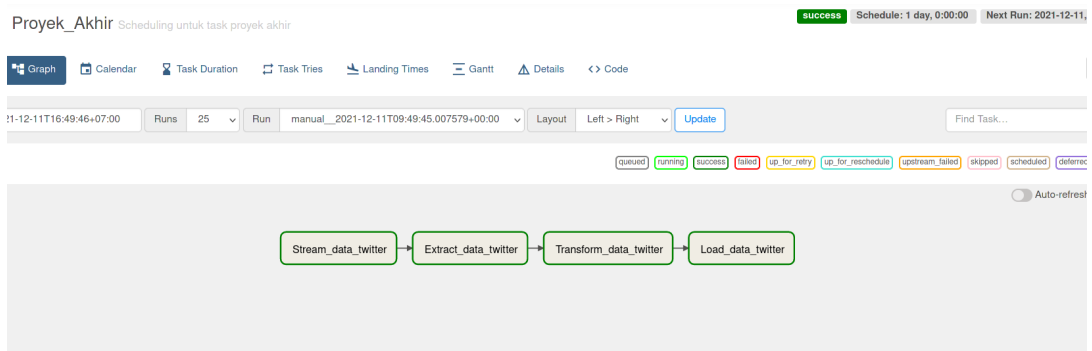 Proyek_Akhir Scheduling untuk task proyek akhir success Schedule: 1 day, 0:00:00 Next Run: 2021-12-11,
Graph Calendar Task Duration Task Tries Landing Times Gantt Details <> Code
21-12-11T16:49:46+07:00 Runs 25 Run manual__2021-12-11T09:49:45.007579+00:00 Layout Left > Right Update Find Task...
queued running success failed up_for_retry up_for_reschedule upstream_failed skipped scheduled deferred
Auto-refresh
Stream_data_twitter Extract_data_twitter Transform_data_twitter Load_data_twitter